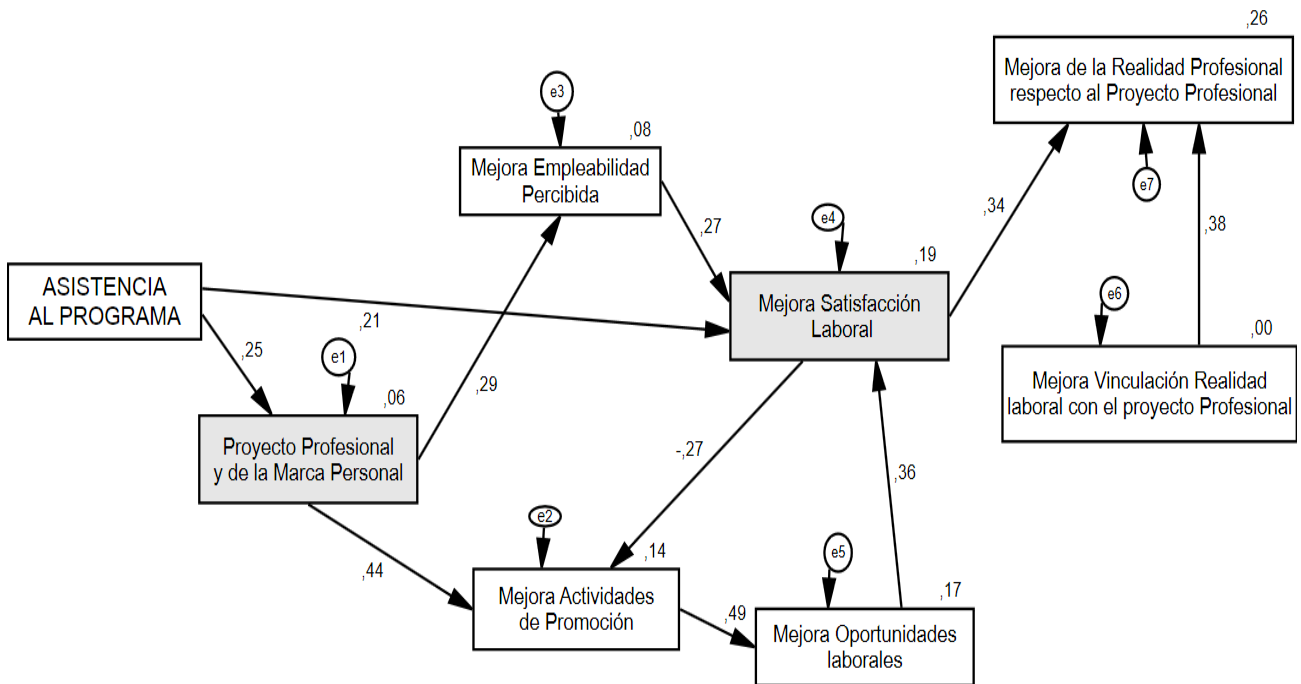 ,26
Mejora de la Realidad Profesional
respecto al Proyecto Profesional
e3
,08
Mejora Empleabilidad
Percibida
e7
,34
,38
,27
e4
,19
ASISTENCIA
AL PROGRAMA
Mejora Satisfacción
Laboral
e6
,00
,21
,25
e1
,06
,29
Mejora Vinculación Realidad
laboral con el proyecto Profesional
Proyecto Profesional
y de la Marca Personal
-,27
,36
e2
,14
e5
,17
,44
Mejora Actividades
de Promoción
,49
Mejora Oportunidades
laborales